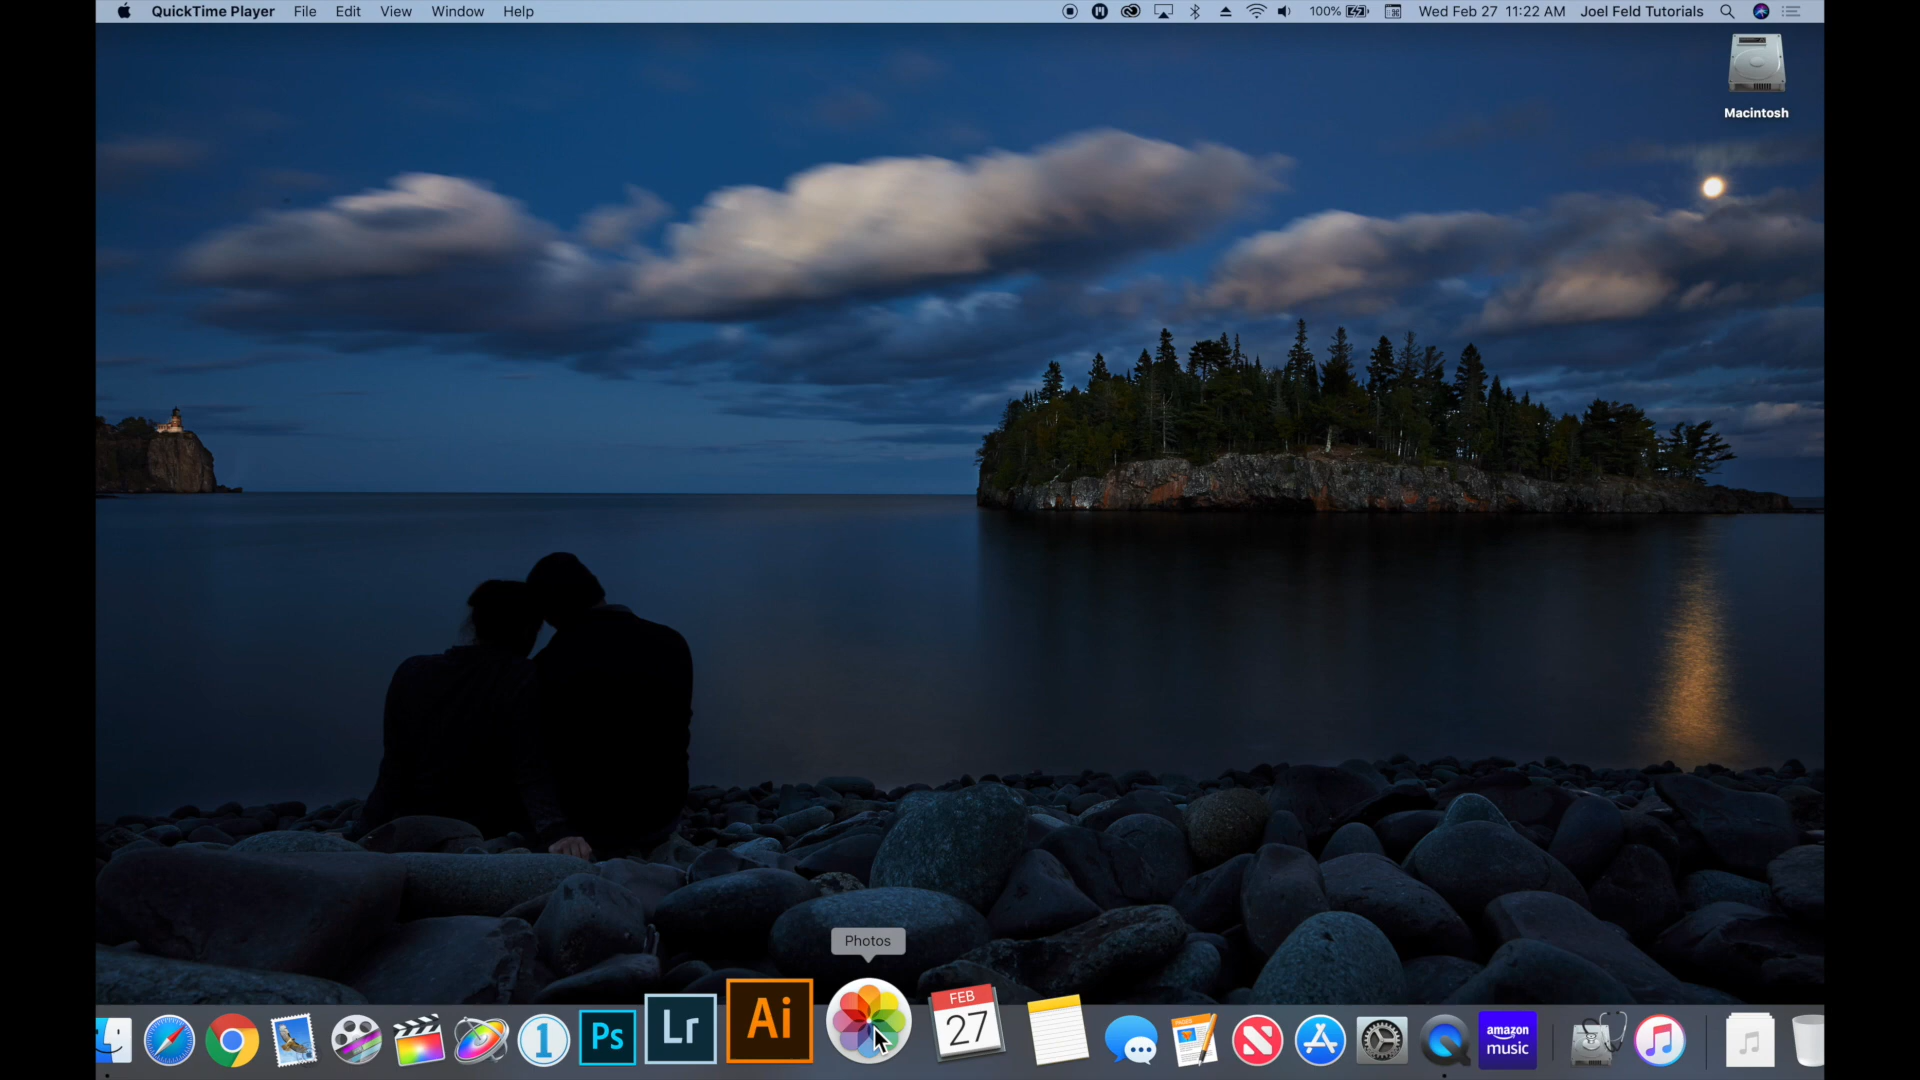 QuickTime Player File Edit View Window Help 100% Wed Feb 27 11:22 AM Joel Feld Tutorials
Macintosh
Photos
1 Ps Lr Ai FEB 27 amazon music